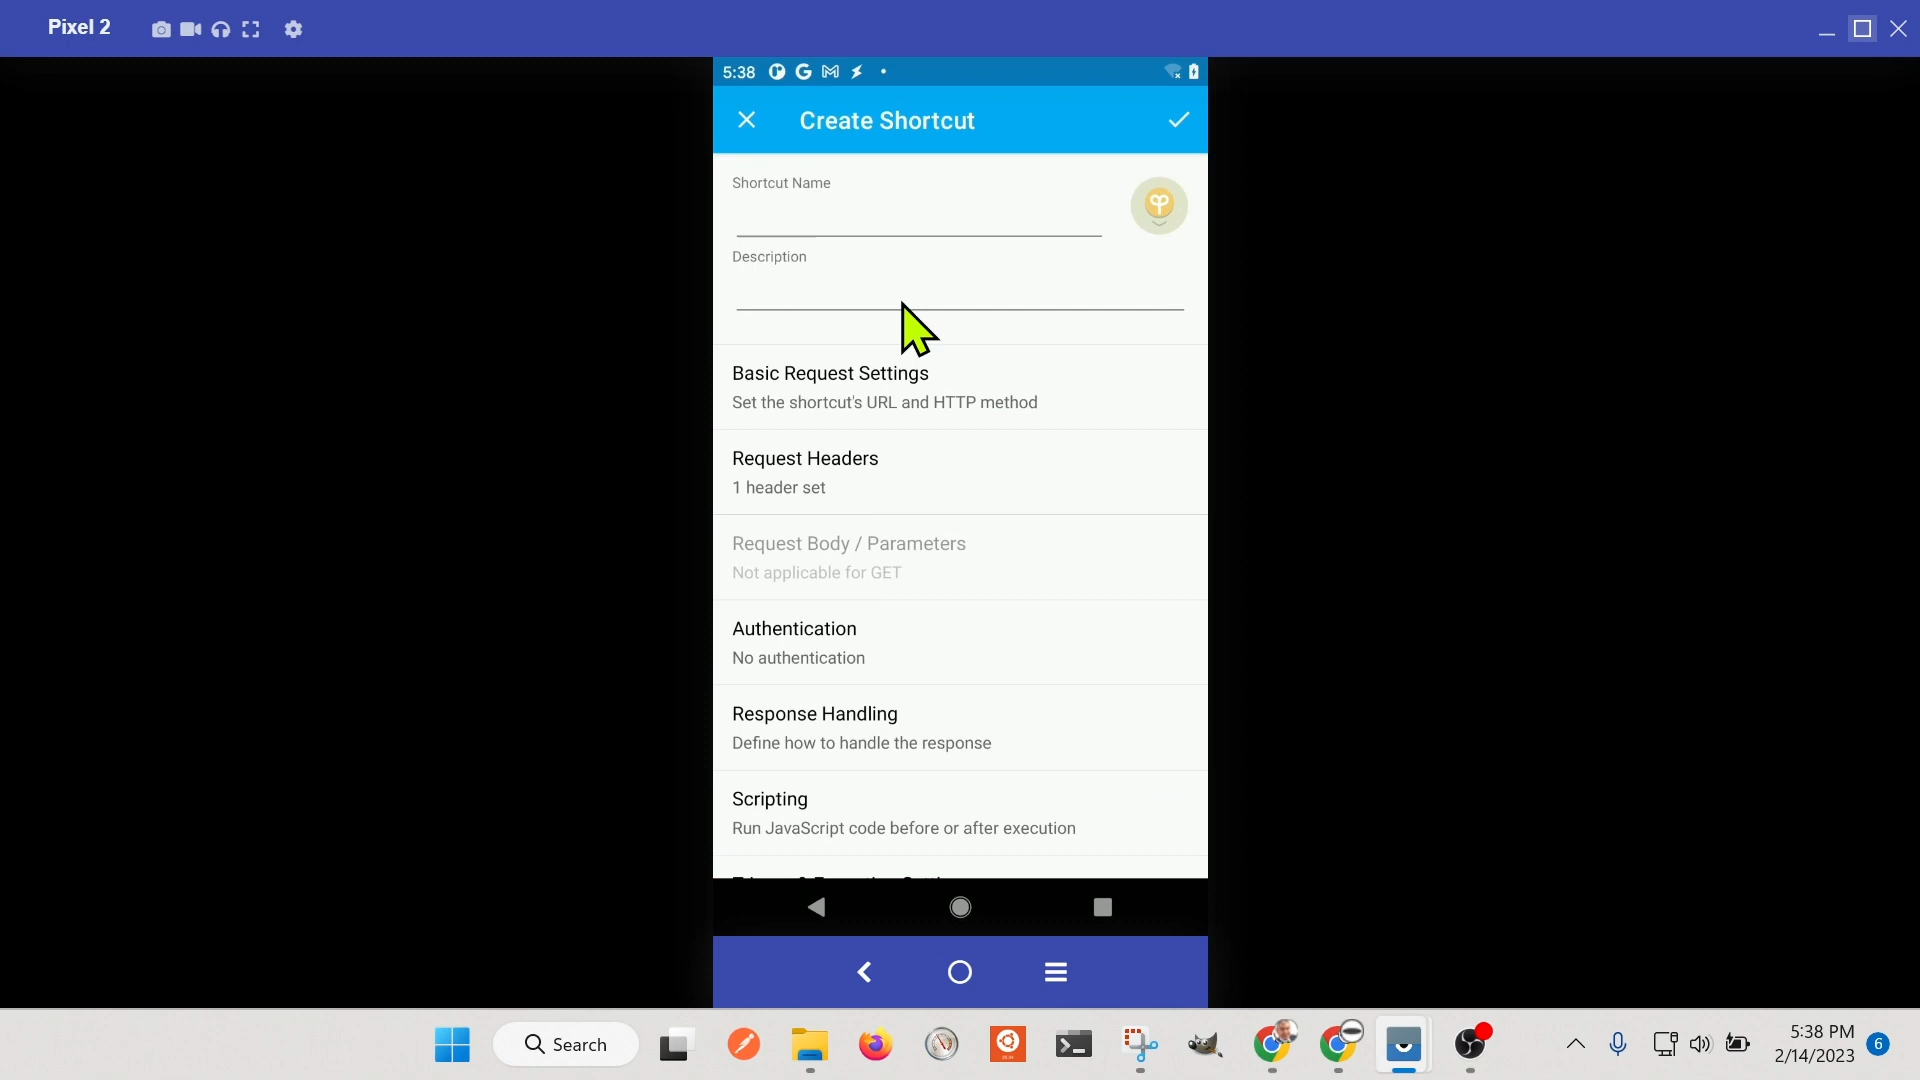 Pixel 2
5:38
Create Shortcut
Shortcut Name
Description
Basic Request Settings
Set the shortcut's URL and HTTP method
Request Headers
1 header set
Request Body / Parameters
Not applicable for GET
Authentication
No authentication
Response Handling
Define how to handle the response
Scripting
Run JavaScript code before or after execution
Search
5:38 PM
2/14/2023
6